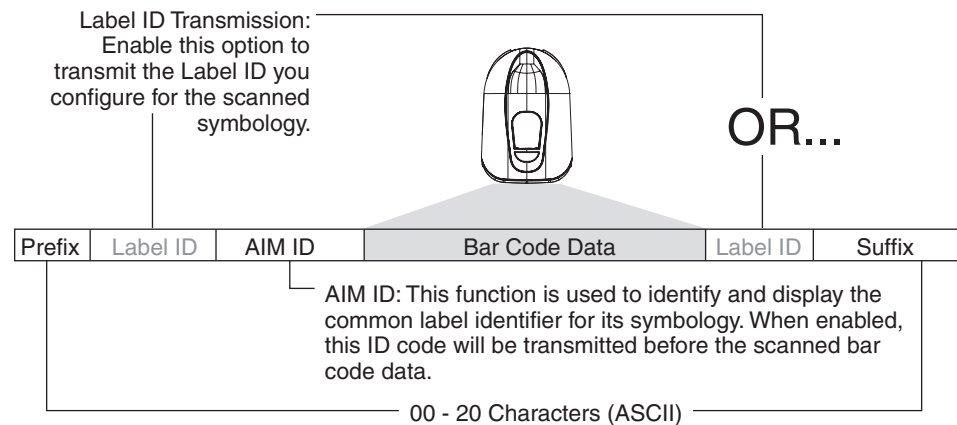 Label ID Transmission:
Enable this option to
transmit the Label ID you
configure for the scanned
symbology.
OR...
Prefix Label ID AIM ID Bar Code Data Label ID Suffix
AIM ID: This function is used to identify and display the
common label identifier for its symbology. When enabled,
this ID code will be transmitted before the scanned bar
code data.
00 - 20 Characters (ASCII)